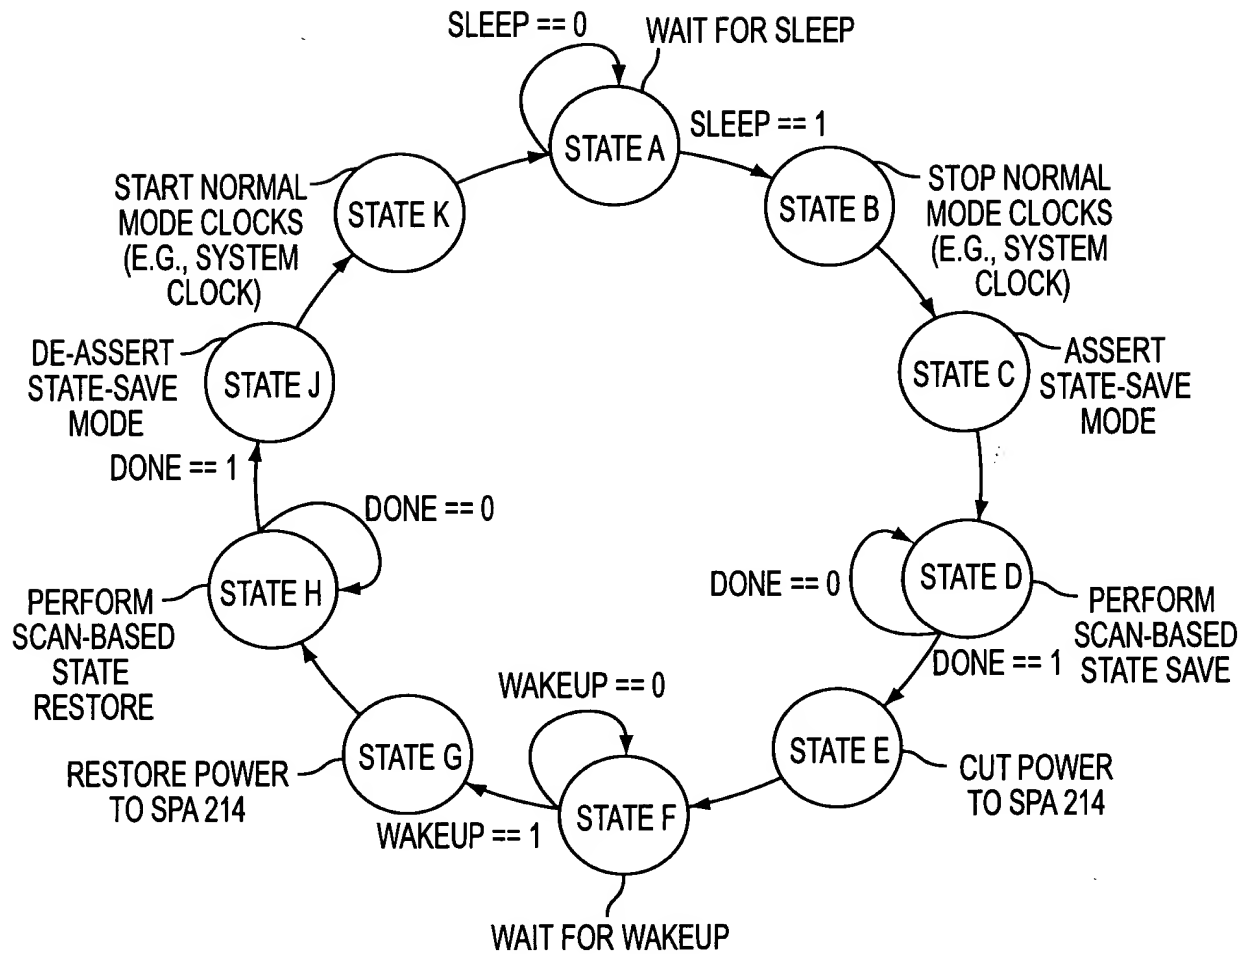 SLEEP == 0
WAIT FOR SLEEP
STATE A
SLEEP == 1
STATE B
STOP NORMAL
MODE CLOCKS
(E.G., SYSTEM
CLOCK)
STATE C
ASSERT
STATE-SAVE
MODE
STATE D
DONE == 0
PERFORM
SCAN-BASED
STATE SAVE
DONE == 1
STATE E
CUT POWER
TO SPA 214
WAKEUP == 0
STATE F
WAIT FOR WAKEUP
WAKEUP == 1
STATE G
RESTORE POWER
TO SPA 214
STATE H
DONE == 0
PERFORM
SCAN-BASED
STATE
RESTORE
DONE == 1
STATE J
DE-ASSERT
STATE-SAVE
MODE
STATE K
START NORMAL
MODE CLOCKS
(E.G., SYSTEM
CLOCK)